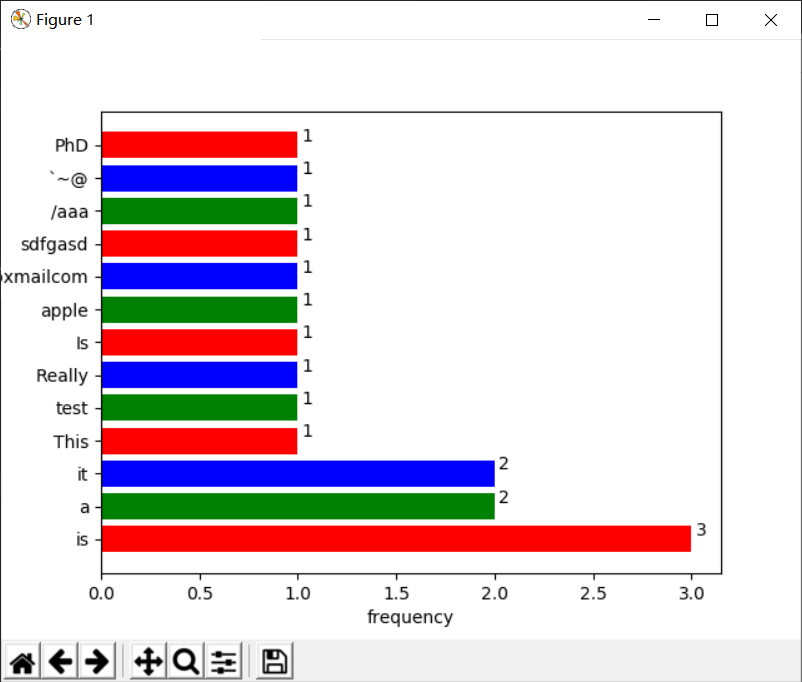 Figure 1
PhD 1
`~@ 1
/aaa 1
sdfgasd 1
xmailcom 1
apple 1
Is 1
Really 1
test 1
This 1
it 2
a 2
is 3
0.0 0.5 1.0 1.5 2.0 2.5 3.0
frequency